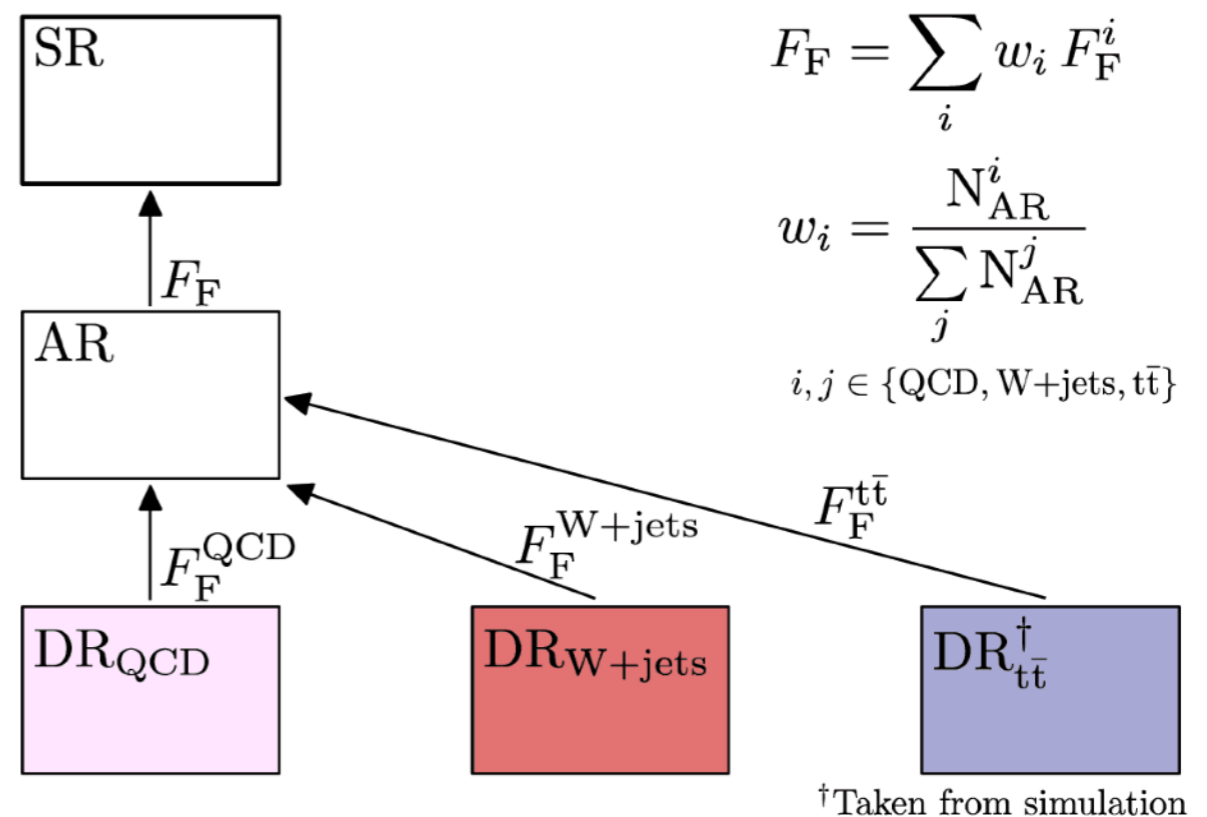 SR
F_F = ∑_i w_i F_F^i
w_i = N_AR^i / ∑_j N_AR^j
i, j ∈ {QCD, W+jets, tt̄}
F_F
AR
F_F^QCD
F_F^W+jets
F_F^tt̄
DR_QCD
DR_W+jets
DR_tt̄^†
†Taken from simulation